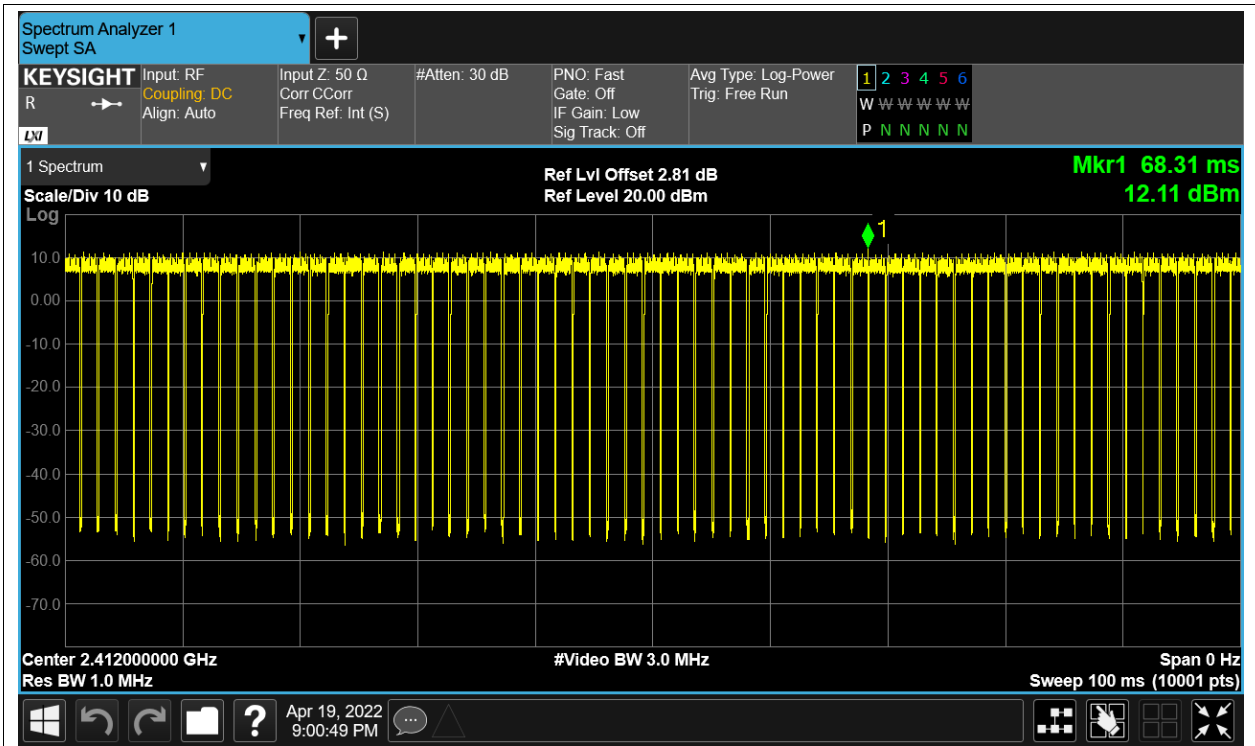 Spectrum Analyzer 1
Swept SA
KEYSIGHT
R
LXI
Input: RF
Coupling: DC
Align: Auto
Input Z: 50 Ω
Corr CCorr
Freq Ref: Int (S)
#Atten: 30 dB
PNO: Fast
Gate: Off
IF Gain: Low
Sig Track: Off
Avg Type: Log-Power
Trig: Free Run
1 2 3 4 5 6
W W W W W W
P N N N N N
1 Spectrum
Scale/Div 10 dB
Log
Ref Lvl Offset 2.81 dB
Ref Level 20.00 dBm
Mkr1 68.31 ms
12.11 dBm
1
10.0
0.00
-10.0
-20.0
-30.0
-40.0
-50.0
-60.0
-70.0
Center 2.412000000 GHz
#Video BW 3.0 MHz
Span 0 Hz
Res BW 1.0 MHz
Sweep 100 ms (10001 pts)
?
Apr 19, 2022
9:00:49 PM